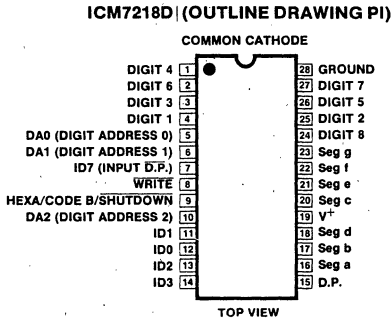 ICM7218D (OUTLINE DRAWING PI)
COMMON CATHODE
DIGIT 4 1
DIGIT 6 2
DIGIT 3 3
DIGIT 1 4
DA0 (DIGIT ADDRESS 0) 5
DA1 (DIGIT ADDRESS 1) 6
ID7 (INPUT D.P.) 7
WRITE 8
HEXA/CODE B/SHUTDOWN 9
DA2 (DIGIT ADDRESS 2) 10
ID1 11
ID0 12
ID2 13
ID3 14
28 GROUND
27 DIGIT 7
26 DIGIT 5
25 DIGIT 2
24 DIGIT 8
23 Seg g
22 Seg f
21 Seg e
20 Seg c
19 V+
18 Seg d
17 Seg b
16 Seg a
15 D.P.
TOP VIEW